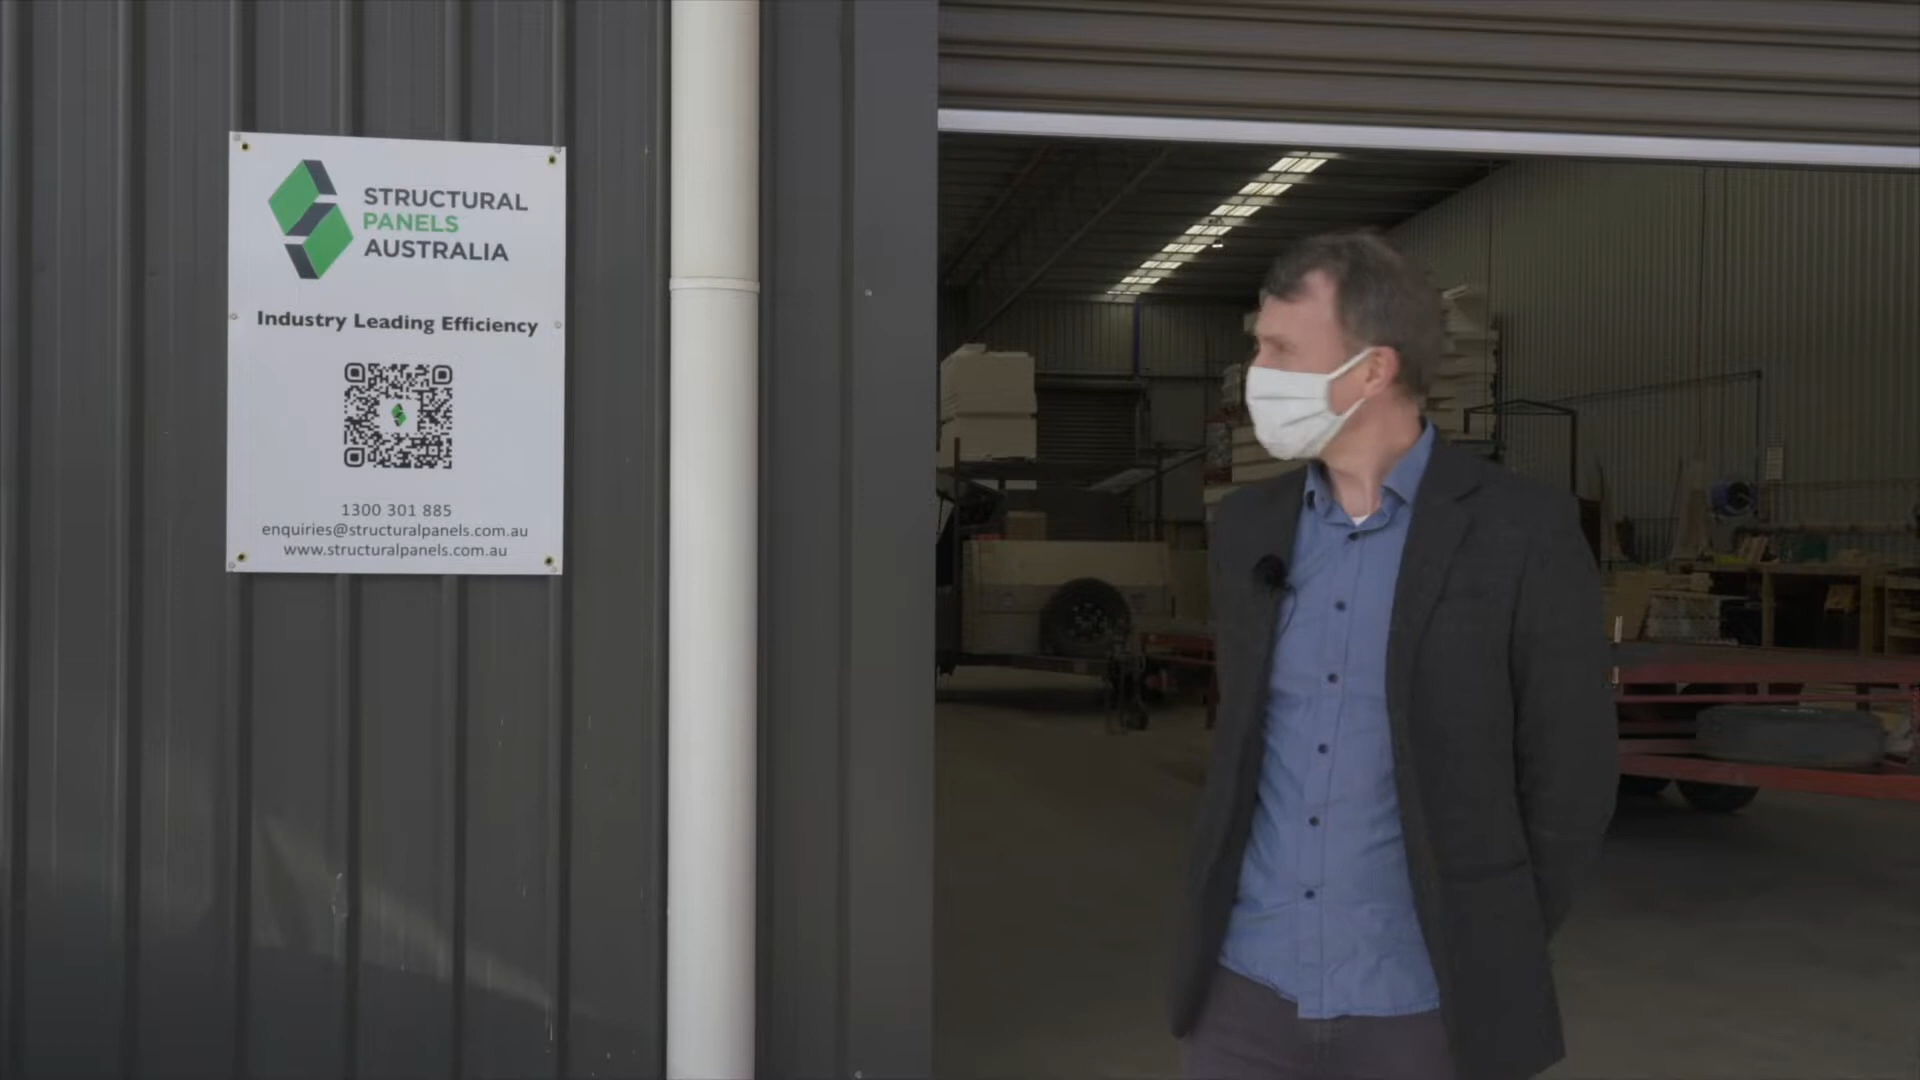 STRUCTURAL
PANELS
AUSTRALIA
Industry Leading Efficiency
1300 301 885
enquiries@structuralpanels.com.au
www.structuralpanels.com.au